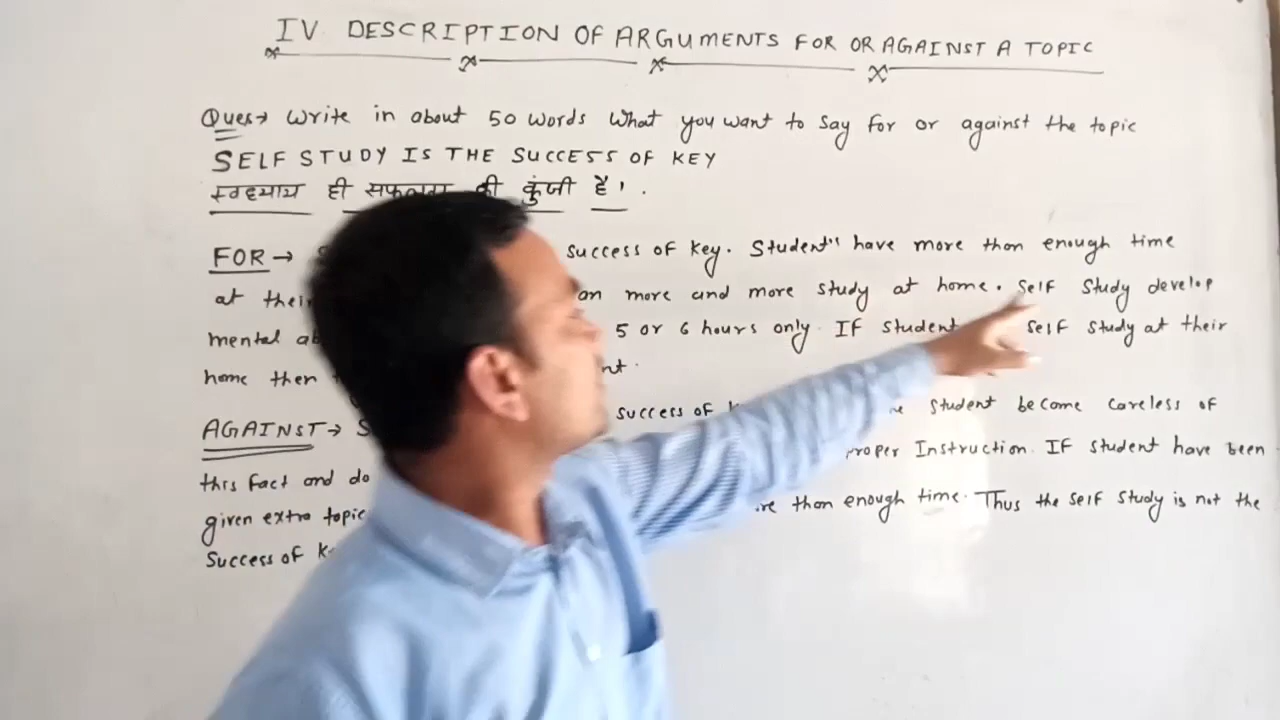 IV. DESCRIPTION OF ARGUMENTS FOR OR AGAINST A TOPIC
Ques→ Write in about 50 words what you want to say for or against the topic
SELF STUDY IS THE SUCCESS OF KEY
स्वध्याय ही सफलता की कुंजी है।
FOR → S success of key. Student's have more than enough time
at their on more and more study at home. Self Study develop
mental ab 5 or 6 hours only. If student Self Study at their
home then nt.
AGAINST → S success of k student become careless of
this fact and do proper Instruction. If student have been
given extra topic re than enough time. Thus the self study is not the
Success of K